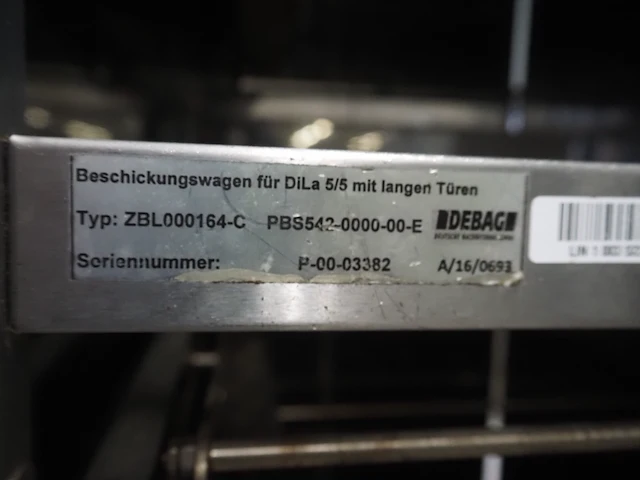 Beschickungswagen für DiLa 5/5 mit langen Türen
Typ: ZBL000164-C PBS542-0000-00-E DEBAG
Seriennummer: P-00-03382 A/16/0693